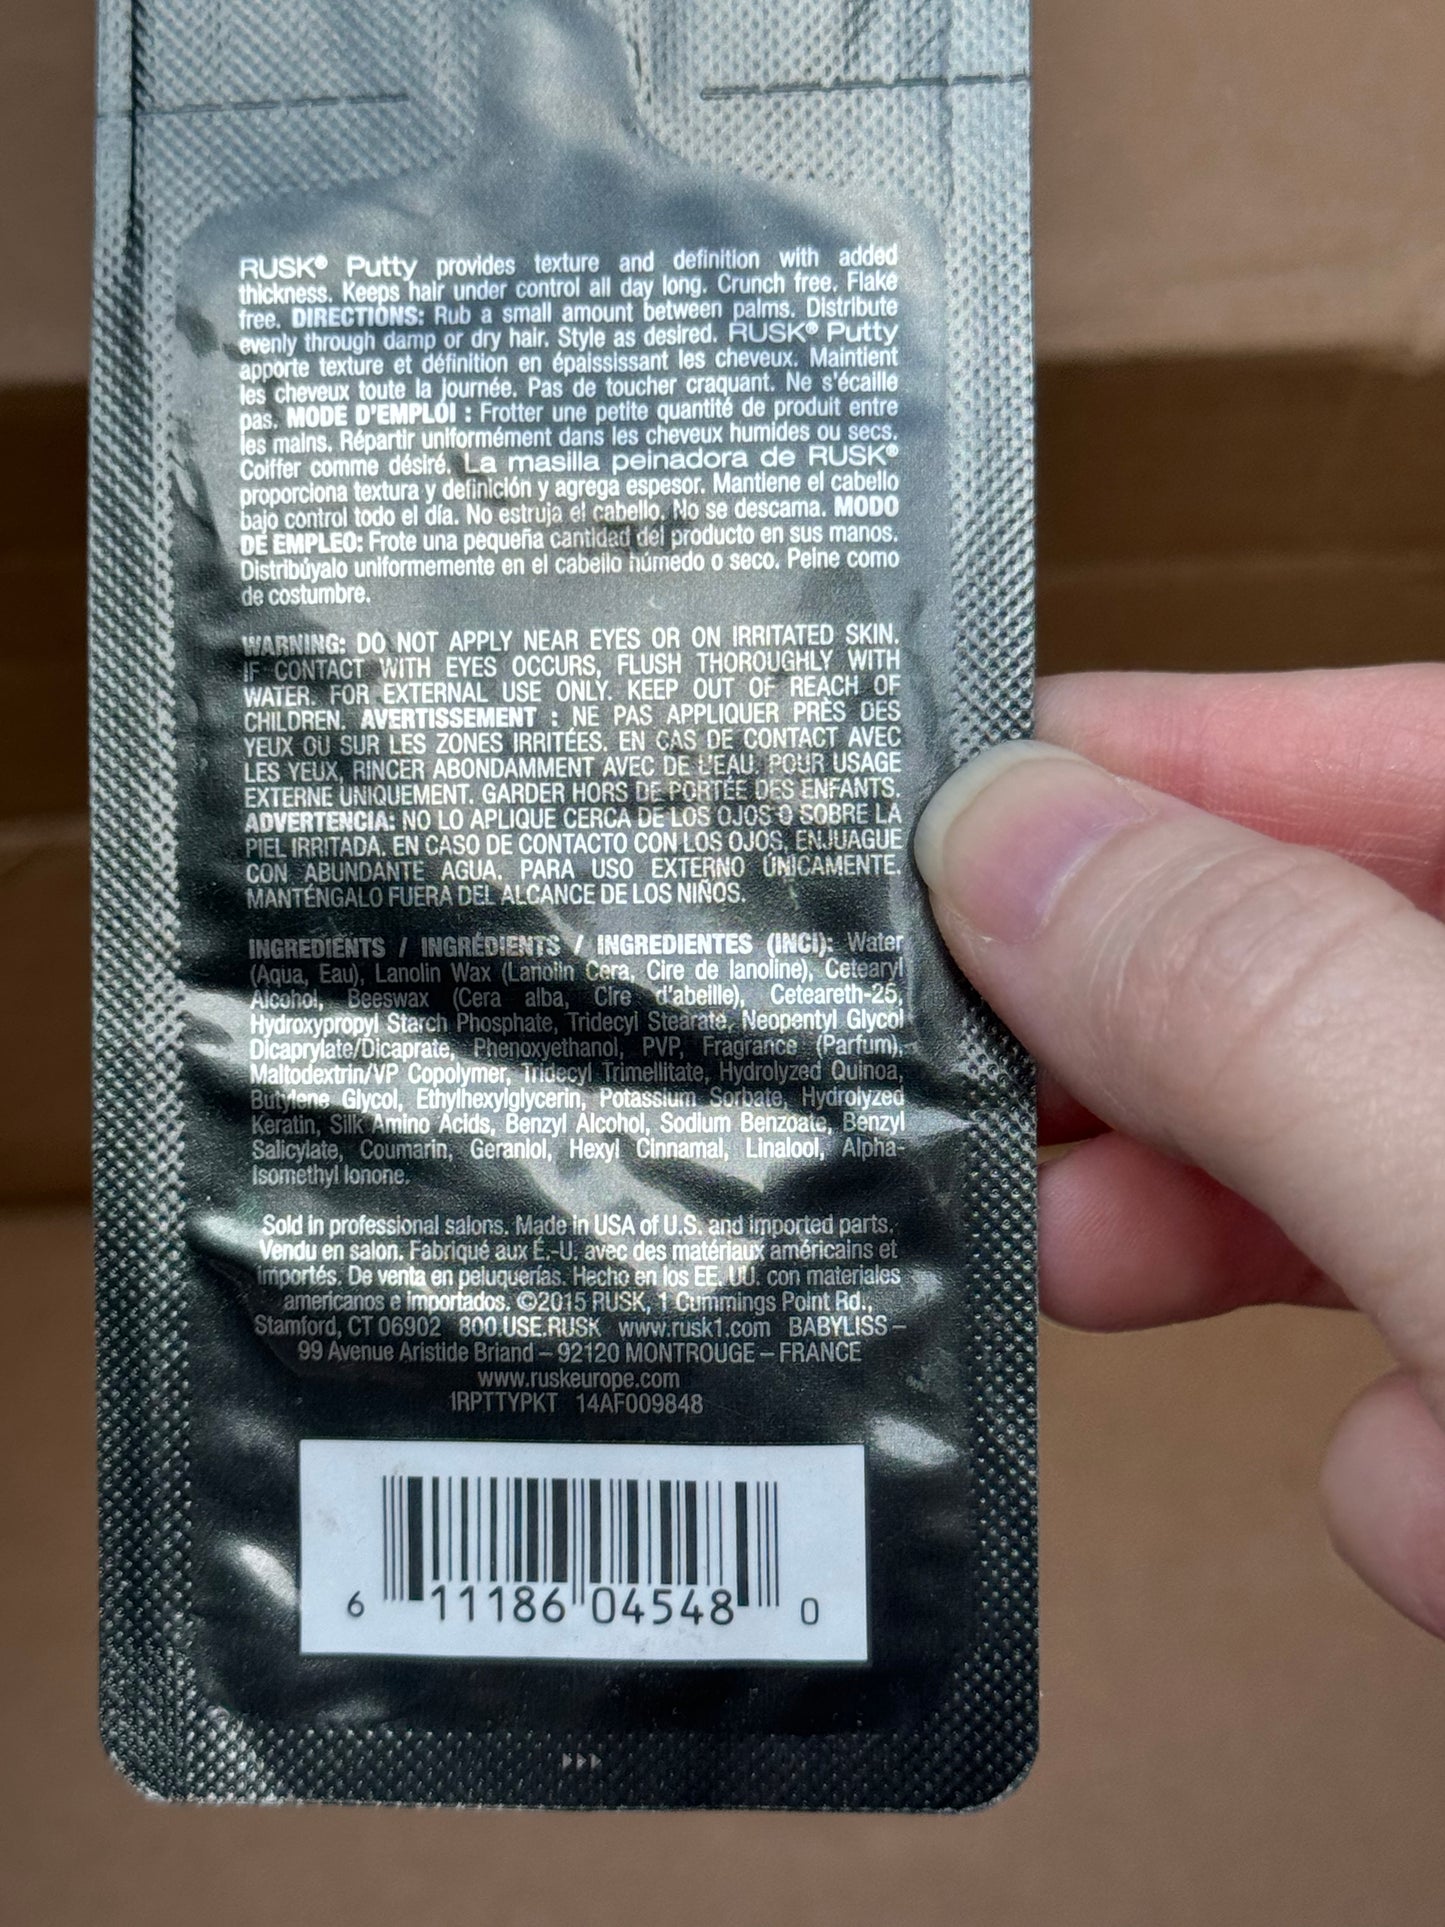 RUSK® Putty provides texture and definition with added
thickness. Keeps hair under control all day long. Crunch free. Flake
free. DIRECTIONS: Rub a small amount between palms. Distribute
evenly through damp or dry hair. Style as desired. RUSK® Putty
apporte texture et définition en épaississant les cheveux. Maintient
les cheveux toute la journée. Pas de toucher craquant. Ne s'écaille
pas. MODE D'EMPLOI : Frotter une petite quantité de produit entre
les mains. Répartir uniformément dans les cheveux humides ou secs.
Coiffer comme désiré. La masilla peinadora de RUSK®
proporciona textura y definición y agrega espesor. Mantiene el cabello
bajo control todo el día. No estruja el cabello. No se descama. MODO
DE EMPLEO: Frote una pequeña cantidad del producto en sus manos.
Distribúyalo uniformemente en el cabello húmedo o seco. Peine como
de costumbre.
WARNING: DO NOT APPLY NEAR EYES OR ON IRRITATED SKIN.
IF CONTACT WITH EYES OCCURS, FLUSH THOROUGHLY WITH
WATER. FOR EXTERNAL USE ONLY. KEEP OUT OF REACH OF
CHILDREN. AVERTISSEMENT : NE PAS APPLIQUER PRÈS DES
YEUX OU SUR LES ZONES IRRITÉES. EN CAS DE CONTACT AVEC
LES YEUX, RINCER ABONDAMMENT AVEC DE L'EAU. POUR USAGE
EXTERNE UNIQUEMENT. GARDER HORS DE PORTÉE DES ENFANTS.
ADVERTENCIA: NO LO APLIQUE CERCA DE LOS OJOS O SOBRE LA
PIEL IRRITADA. EN CASO DE CONTACTO CON LOS OJOS, ENJUAGUE
CON ABUNDANTE AGUA. PARA USO EXTERNO ÚNICAMENTE.
MANTÉNGALO FUERA DEL ALCANCE DE LOS NIÑOS.
INGREDIENTS / INGRÉDIENTS / INGREDIENTES (INCI): Water
(Aqua, Eau), Lanolin Wax (Lanolin Cera, Cire de lanoline), Cetearyl
Alcohol, Beeswax (Cera alba, Cire d'abeille), Ceteareth-25,
Hydroxypropyl Starch Phosphate, Tridecyl Stearate, Neopentyl Glycol
Dicaprylate/Dicaprate, Phenoxyethanol, PVP, Fragrance (Parfum),
Maltodextrin/VP Copolymer, Tridecyl Trimellitate, Hydrolyzed Quinoa,
Butylene Glycol, Ethylhexylglycerin, Potassium Sorbate, Hydrolyzed
Keratin, Silk Amino Acids, Benzyl Alcohol, Sodium Benzoate, Benzyl
Salicylate, Coumarin, Geraniol, Hexyl Cinnamal, Linalool, Alpha-
Isomethyl Ionone.
Sold in professional salons. Made in USA of U.S. and imported parts.
Vendu en salon. Fabriqué aux É.-U. avec des matériaux américains et
importés. De venta en peluquerías. Hecho en los EE. UU. con materiales
americanos e importados. ©2015 RUSK, 1 Cummings Point Rd.,
Stamford, CT 06902 800.USE.RUSK www.rusk1.com BABYLISS –
99 Avenue Aristide Briand – 92120 MONTROUGE – FRANCE
www.ruskeurope.com
1RPTTYPKT 14AF009848
6 11186 04548 0